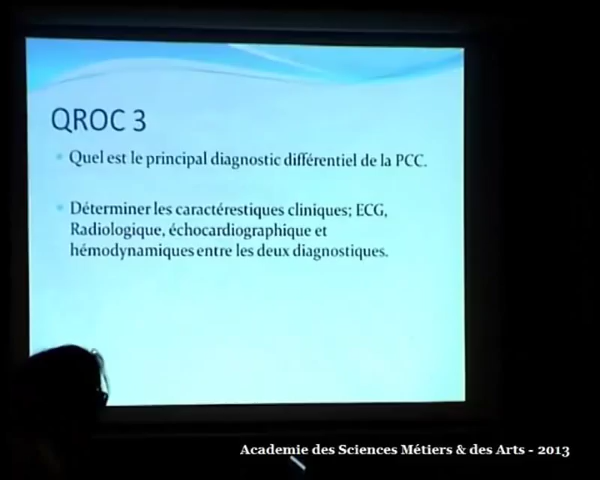 QROC 3
Quel est le principal diagnostic différentiel de la PCC.
Déterminer les caractérestiques cliniques; ECG,
Radiologique, échocardiographique et
hémodynamiques entre les deux diagnostiques.
Academie des Sciences Métiers & des Arts - 2013